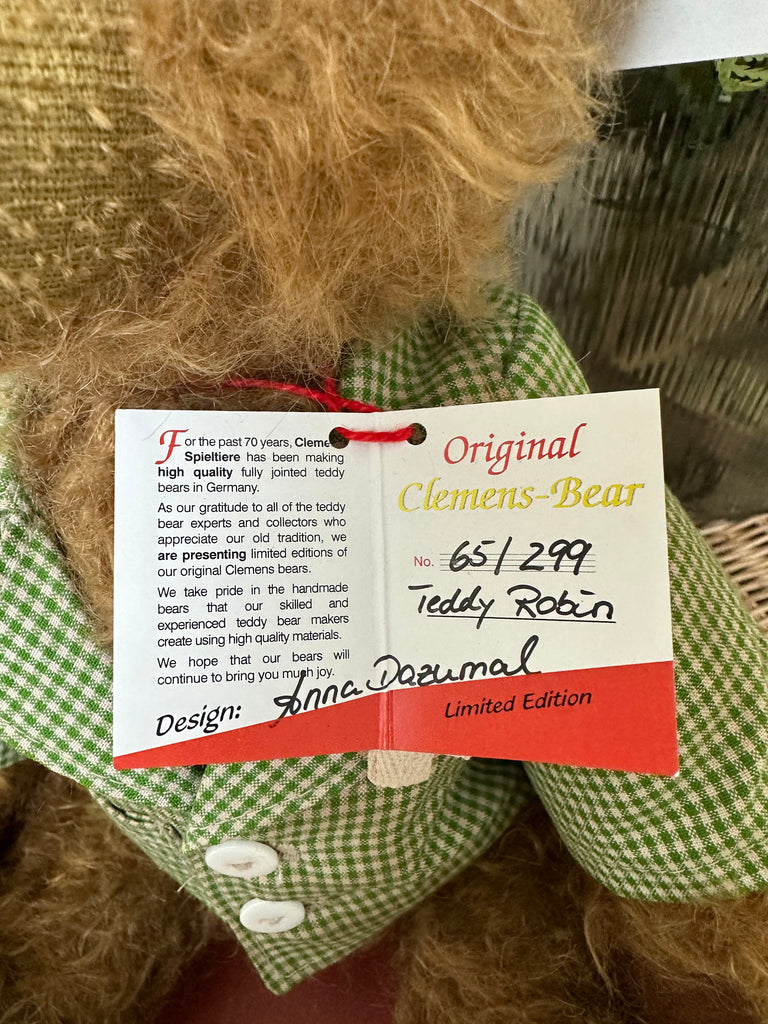 For the past 70 years, Cleme
Spieltiere has been making
high quality fully jointed teddy
bears in Germany.
As our gratitude to all of the teddy
bear experts and collectors who
appreciate our old tradition, we
are presenting limited editions of
our original Clemens bears.
We take pride in the handmade
bears that our skilled and
experienced teddy bear makers
create using high quality materials.
We hope that our bears will
continue to bring you much joy.
Design: Anna Dazumal
Original
Clemens-Bear
No. 65/299
Teddy Robin
Limited Edition